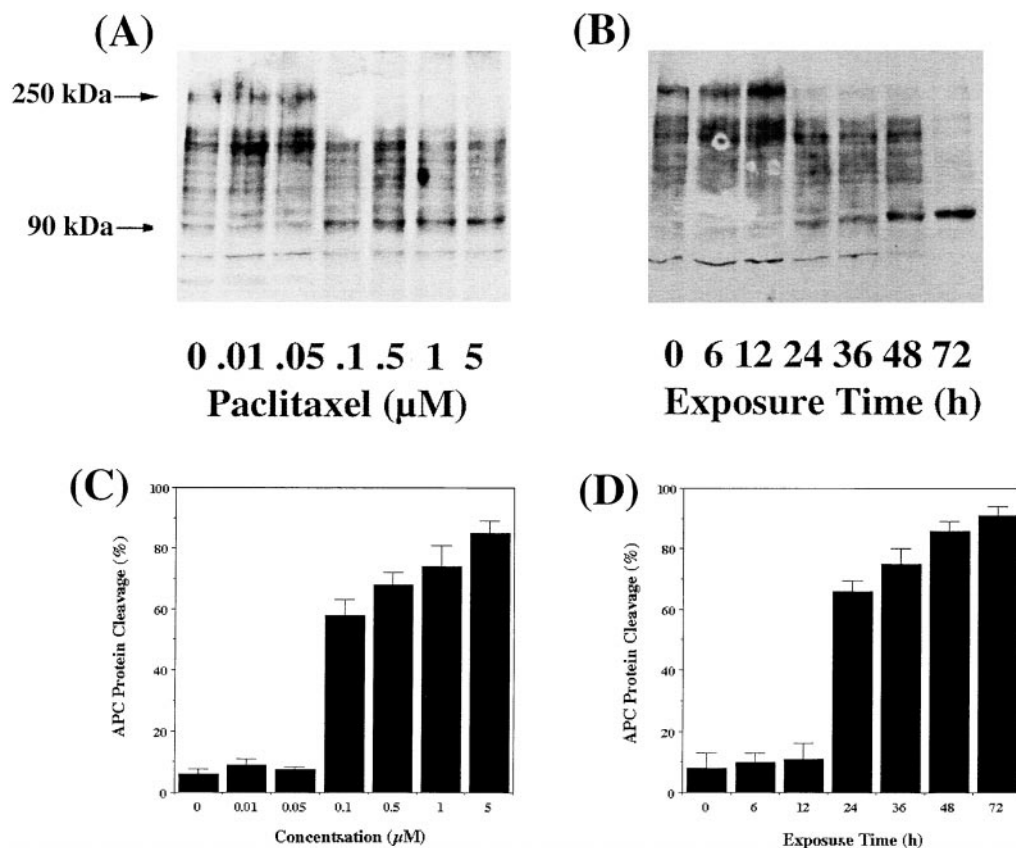 (A)
(B)
250 kDa
90 kDa
0 .01 .05 .1 .5 1 5
Paclitaxel (µM)
0 6 12 24 36 48 72
Exposure Time (h)
(C)
APC Protein Cleavage (%)
100
80
60
40
20
0
0 0.01 0.05 0.1 0.5 1 5
Concentsation (µM)
(D)
APC Protein Cleavage (%)
100
80
60
40
20
0
0 6 12 24 36 48 72
Exposuse Time (h)